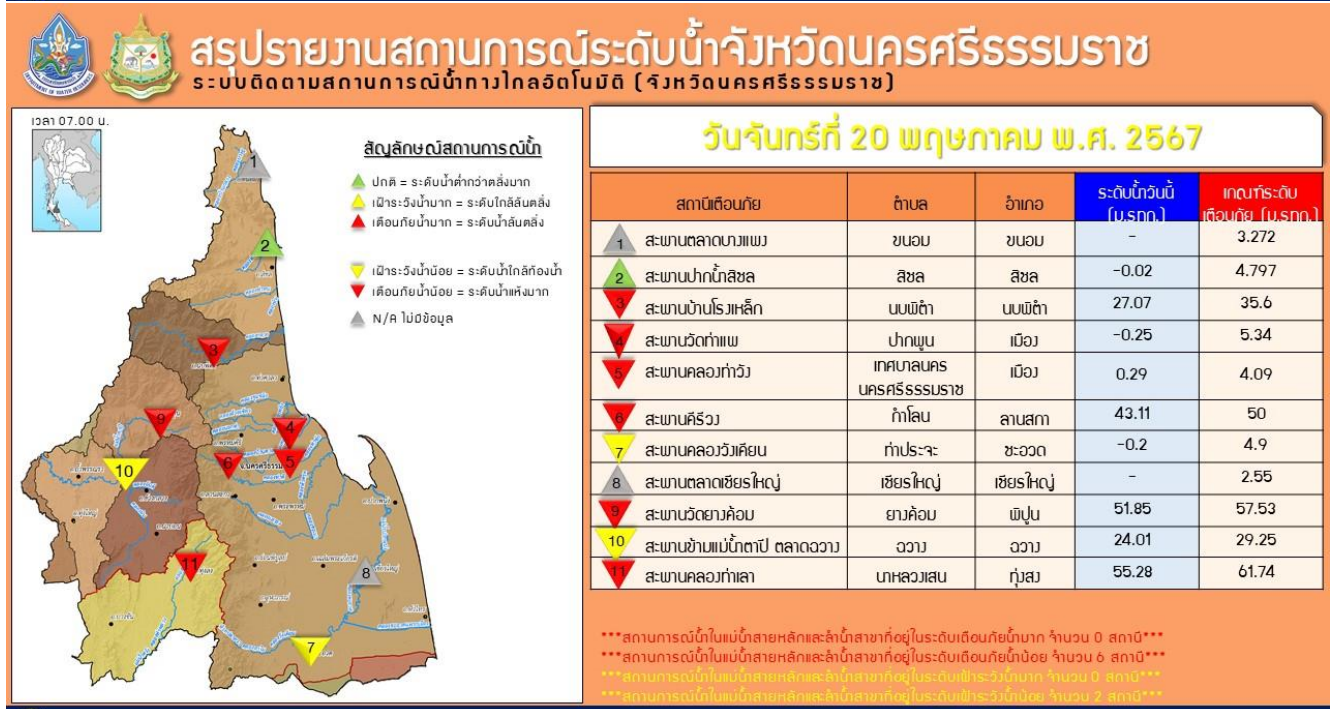 สรุปรายงานสถานการณ์ระดับน้ำจังหวัดนครศรีธรรมราช
ระบบติดตามสถานการณ์น้ำทางไกลอัตโนมัติ (จังหวัดนครศรีธรรมราช)
เวลา 07.00 น.
สัญลักษณ์สถานการณ์น้ำ
ปกติ = ระดับน้ำต่ำกว่าตลิ่งมาก
เฝ้าระวังน้ำมาก = ระดับใกล้ล้นตลิ่ง
เตือนภัยน้ำมาก = ระดับน้ำล้นตลิ่ง
เฝ้าระวังน้ำน้อย = ระดับน้ำใกล้ท้องน้ำ
เตือนภัยน้ำน้อย = ระดับน้ำแห้งมาก
N/A ไม่มีข้อมูล
1
2
3
9
4
10
6
5
11
8
7
วันจันทร์ที่ 20 พฤษภาคม พ.ศ. 2567
สถานีเตือนภัย ตำบล อำเภอ ระดับน้ำวันนี้ (ม.รทก.) เกณฑ์ระดับเตือนภัย (ม.รทก.)
1 สะพานตลาดบางแพง ขนอม ขนอม - 3.272
2 สะพานปากน้ำสิชล สิชล สิชล -0.02 4.797
3 สะพานบ้านโรงเหล็ก นบพิตำ นบพิตำ 27.07 35.6
4 สะพานวัดท่าแพ ปากพูน เมือง -0.25 5.34
5 สะพานคลองท่าวัง เทศบาลนครนครศรีธรรมราช เมือง 0.29 4.09
6 สะพานคีรีวง กำโลน ลานสกา 43.11 50
7 สะพานคลองวังเคียน ท่าประจะ ชะอวด -0.2 4.9
8 สะพานตลาดเชียรใหญ่ เชียรใหญ่ เชียรใหญ่ - 2.55
9 สะพานวัดยางค้อม ยางค้อม พิปูน 51.85 57.53
10 สะพานข้ามแม่น้ำตาปี ตลาดฉวาง ฉวาง ฉวาง 24.01 29.25
11 สะพานคลองท่าเลา นาหลวงเสน ทุ่งสง 55.28 61.74
***สถานการณ์น้ำในแม่น้ำสายหลักและลำน้ำสาขาที่อยู่ในระดับเตือนภัยน้ำมาก จำนวน 0 สถานี***
***สถานการณ์น้ำในแม่น้ำสายหลักและลำน้ำสาขาที่อยู่ในระดับเตือนภัยน้ำน้อย จำนวน 6 สถานี***
***สถานการณ์น้ำในแม่น้ำสายหลักและลำน้ำสาขาที่อยู่ในระดับเฝ้าระวังน้ำมาก จำนวน 0 สถานี***
***สถานการณ์น้ำในแม่น้ำสายหลักและลำน้ำสาขาที่อยู่ในระดับเฝ้าระวังน้ำน้อย จำนวน 2 สถานี***